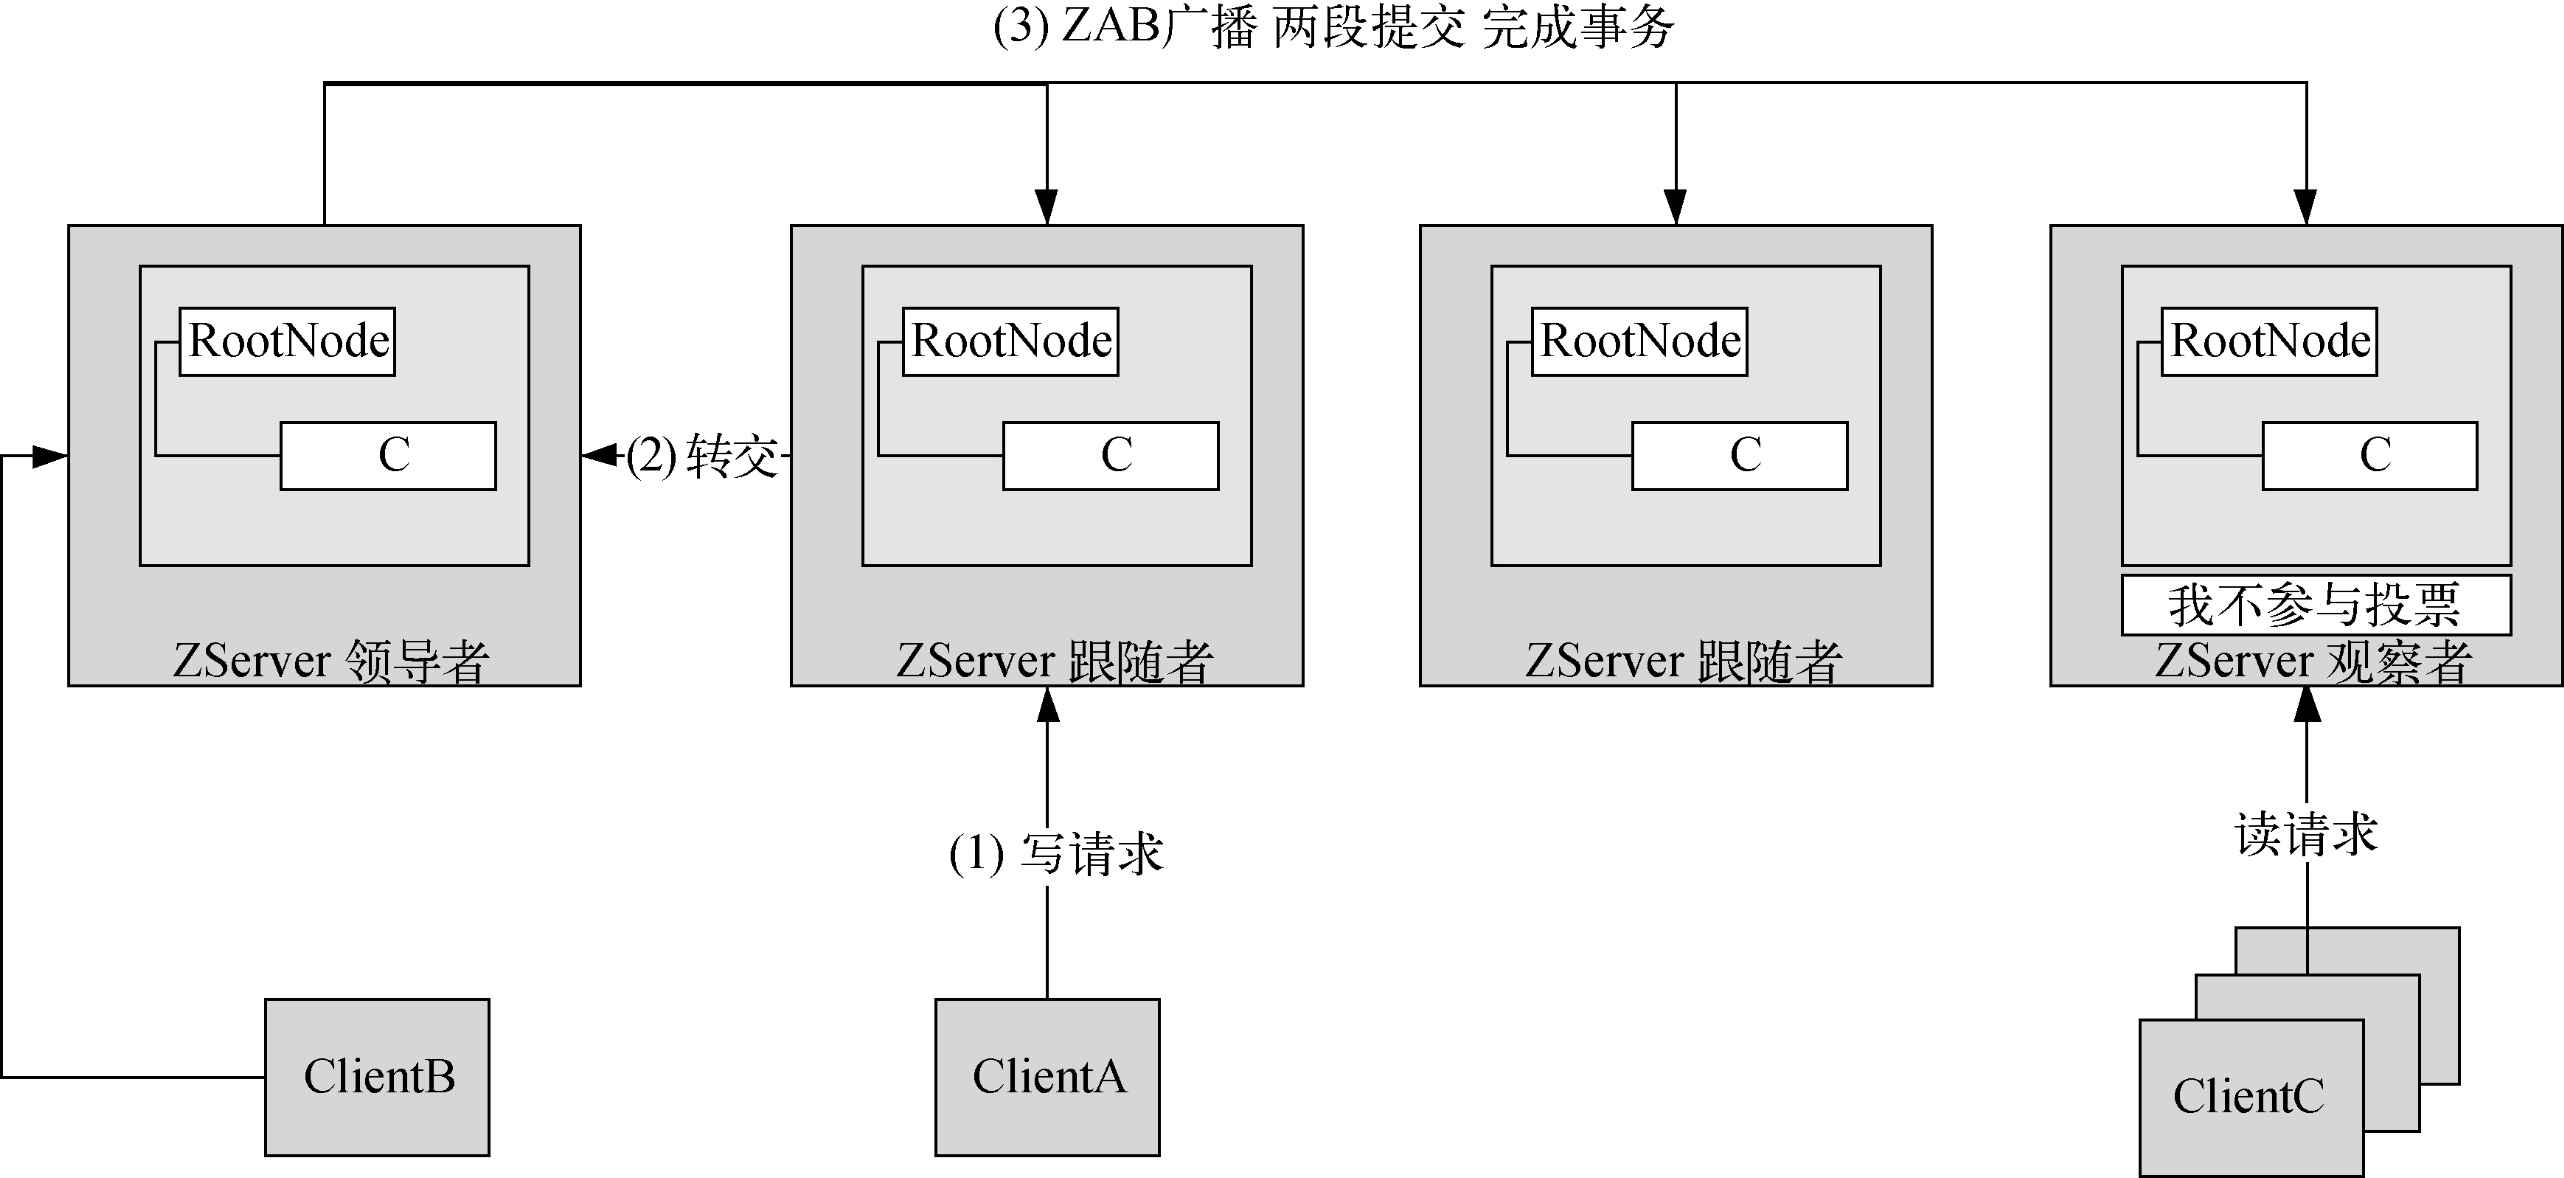 (3) ZAB广播 两段提交 完成事务
RootNode
RootNode
RootNode
RootNode
C
(2) 转交
C
C
C
我不参与投票
ZServer 领导者
ZServer 跟随者
ZServer 跟随者
ZServer 观察者
(1) 写请求
读请求
ClientB
ClientA
ClientC